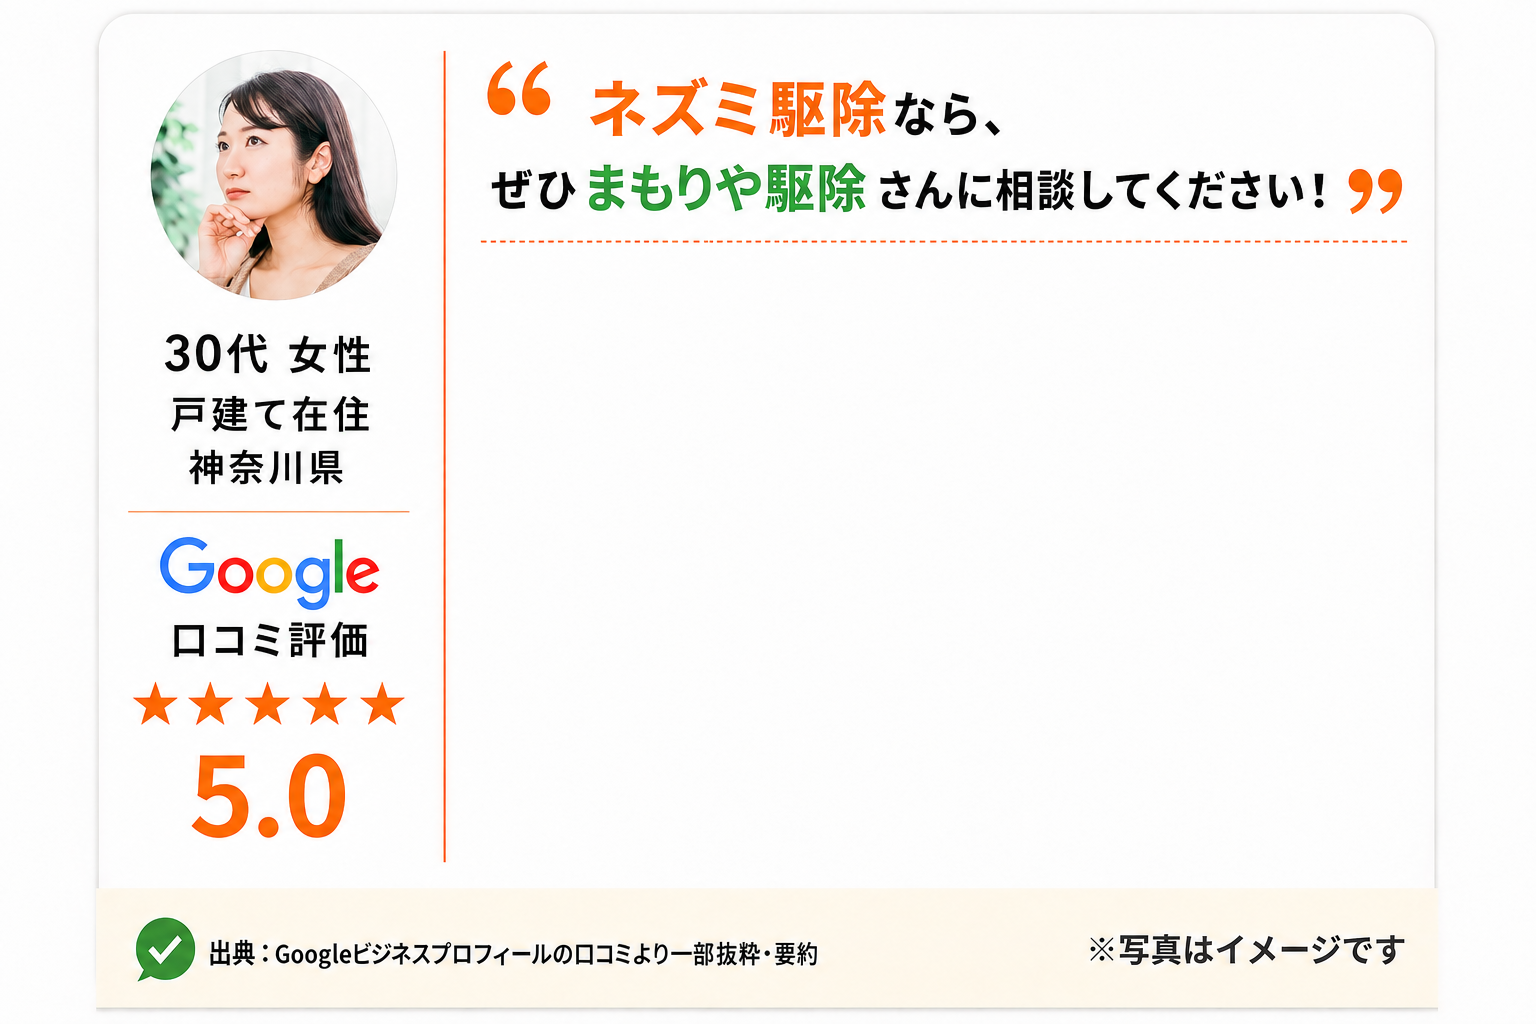 30代 女性
戸建て在住
神奈川県
Google
口コミ評価
★★★★★
5.0
“ ネズミ駆除なら、
ぜひ まもりや駆除 さんに相談してください! ”
出典：Googleビジネスプロフィールの口コミより一部抜粋・要約
※写真はイメージです